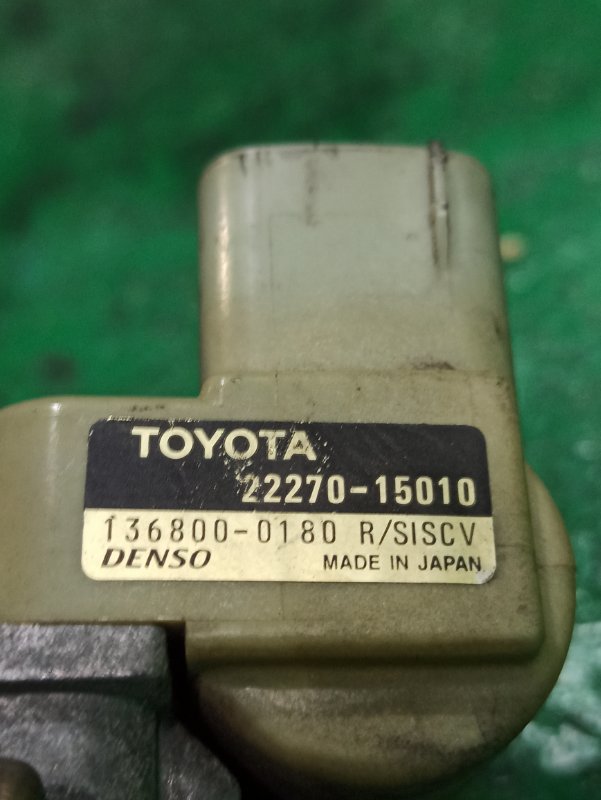 TOYOTA
22270-15010
136800-0180 R/SISCV
DENSO MADE IN JAPAN